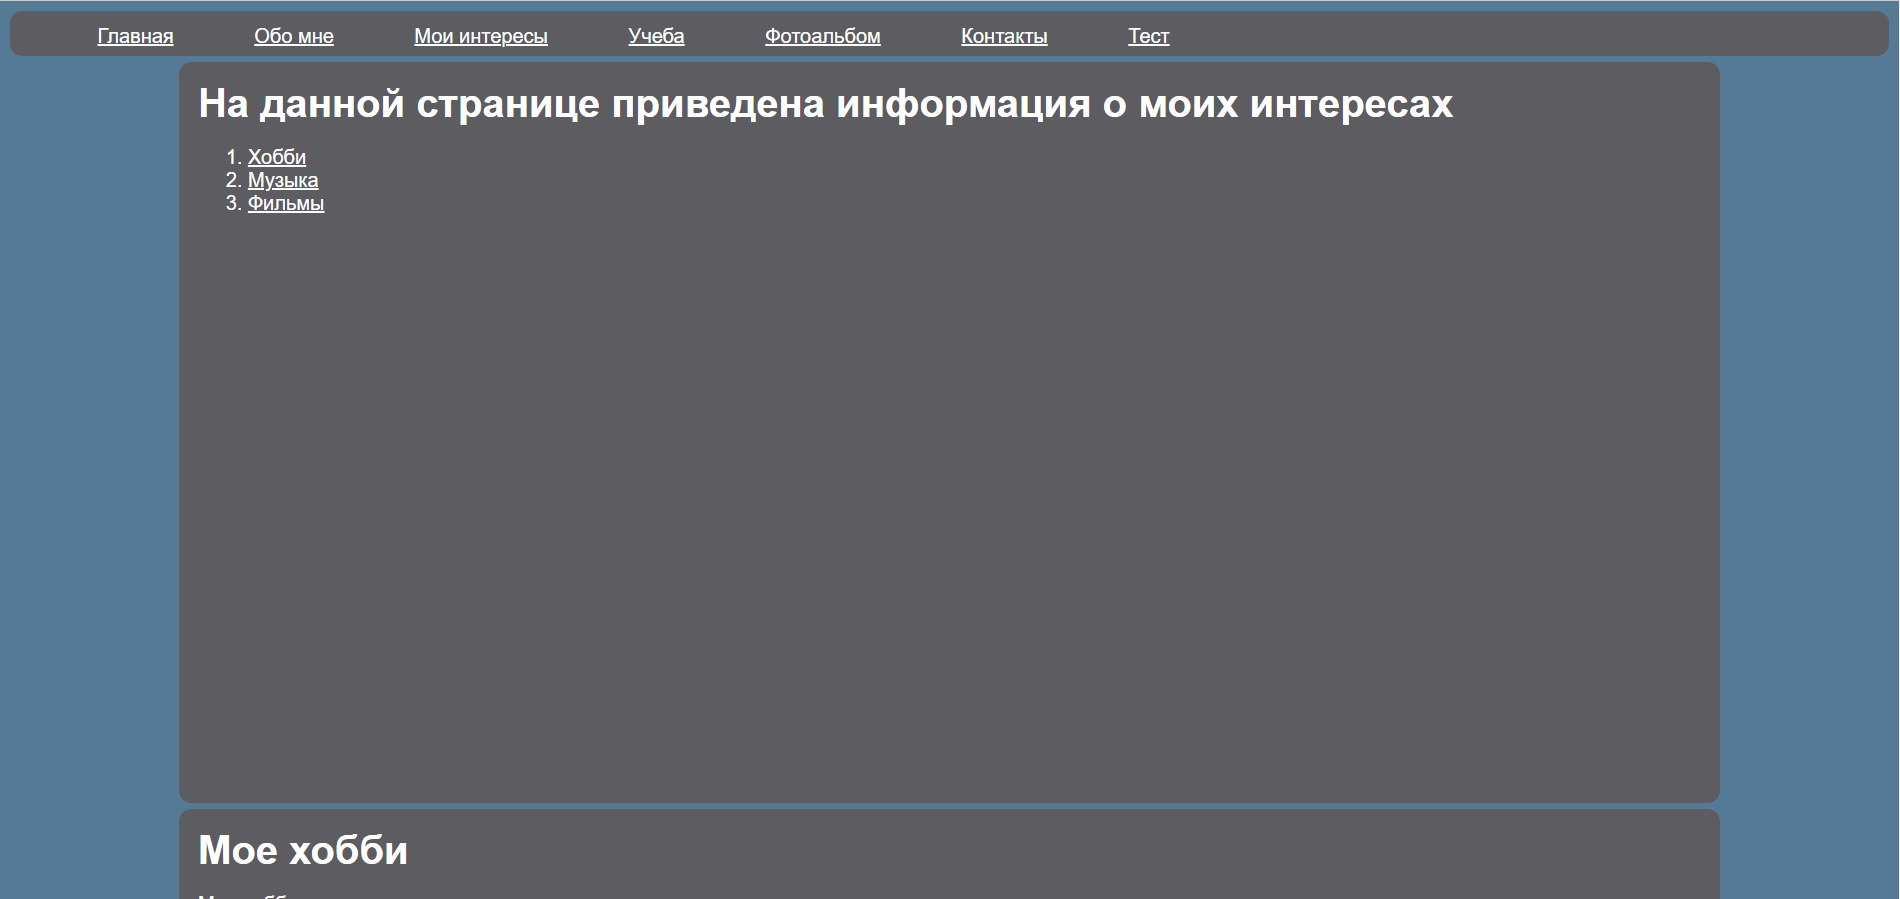 Главная Обо мне Мои интересы Учеба Фотоальбом Контакты Тест
На данной странице приведена информация о моих интересах
1. Хобби
2. Музыка
3. Фильмы
Мое хобби